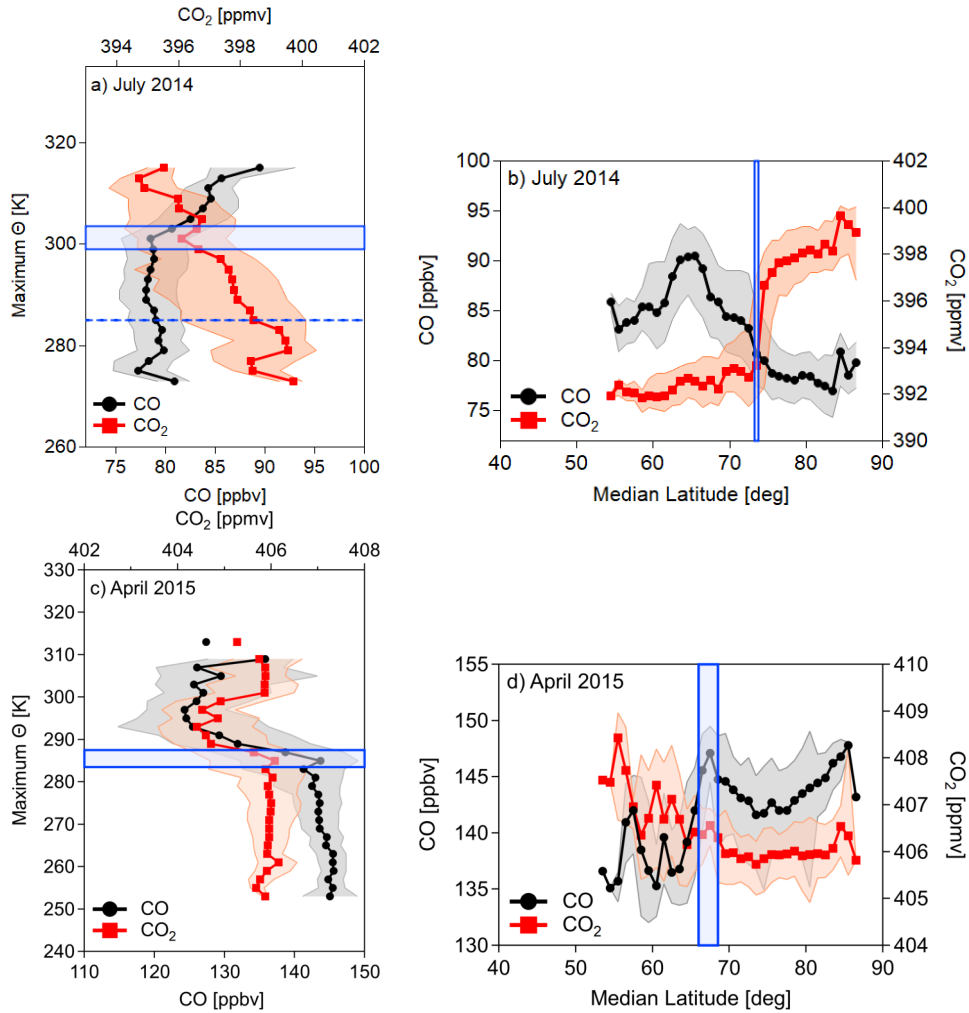 CO₂ [ppmv]
394 396 398 400 402
a) July 2014
Maximum Θ [K]
320
300
280
260
CO
CO₂
75 80 85 90 95 100
CO [ppbv]
b) July 2014
CO [ppbv]
100
95
90
85
80
75
CO₂ [ppmv]
402
400
398
396
394
392
390
CO
CO₂
40 50 60 70 80 90
Median Latitude [deg]
CO₂ [ppmv]
402 404 406 408
c) April 2015
Maximum Θ [K]
330
320
310
300
290
280
270
260
250
240
CO
CO₂
110 120 130 140 150
CO [ppbv]
d) April 2015
CO [ppbv]
155
150
145
140
135
130
CO₂ [ppmv]
410
409
408
407
406
405
404
CO
CO₂
40 50 60 70 80 90
Median Latitude [deg]